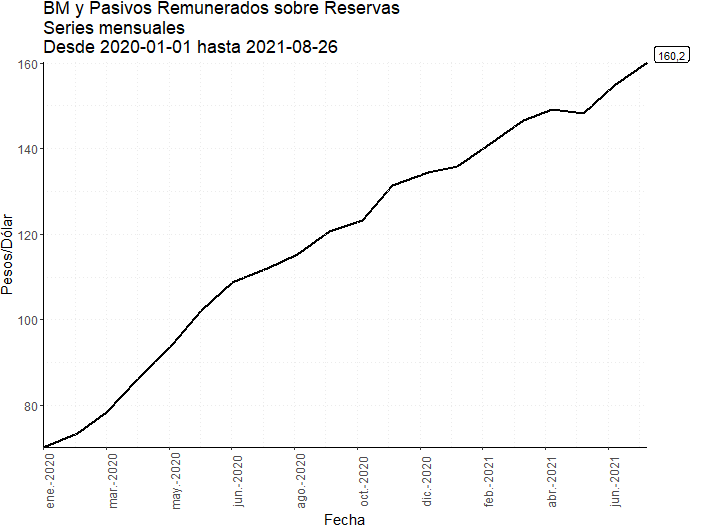 BM y Pasivos Remunerados sobre Reservas
Series mensuales
Desde 2020-01-01 hasta 2021-08-26
160,2
160
140
120
100
80
Pesos/Dólar
ene.-2020
mar.-2020
may.-2020
jun.-2020
ago.-2020
oct.-2020
dic.-2020
feb.-2021
abr.-2021
jun.-2021
Fecha